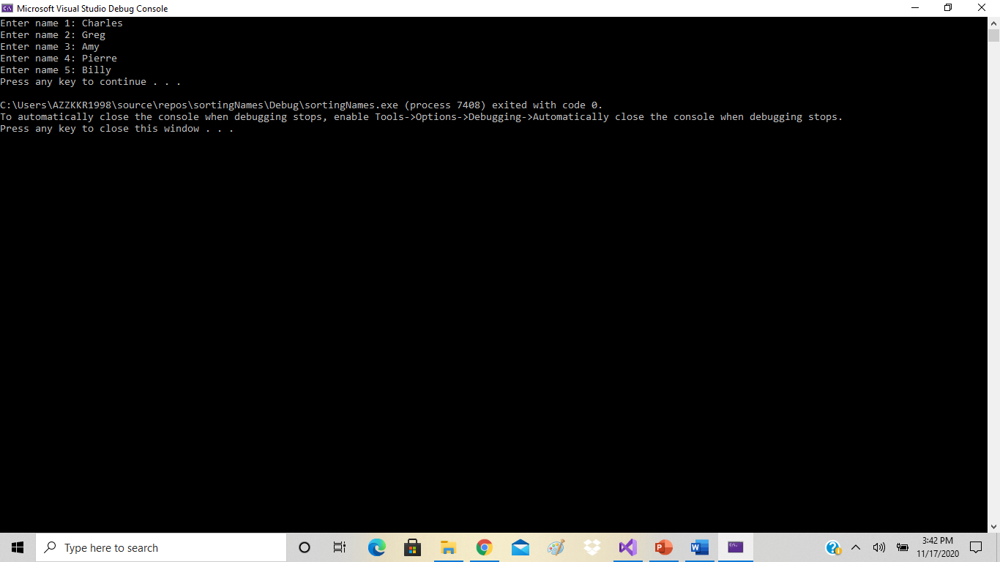 Microsoft Visual Studio Debug Console
Enter name 1: Charles
Enter name 2: Greg
Enter name 3: Amy
Enter name 4: Pierre
Enter name 5: Billy
Press any key to continue . . .
C:\Users\AZZKKR1998\source\repos\sortingNames\Debug\sortingNames.exe (process 7408) exited with code 0.
To automatically close the console when debugging stops, enable Tools->Options->Debugging->Automatically close the console when debugging stops.
Press any key to close this window . . .
Type here to search
3:42 PM
11/17/2020